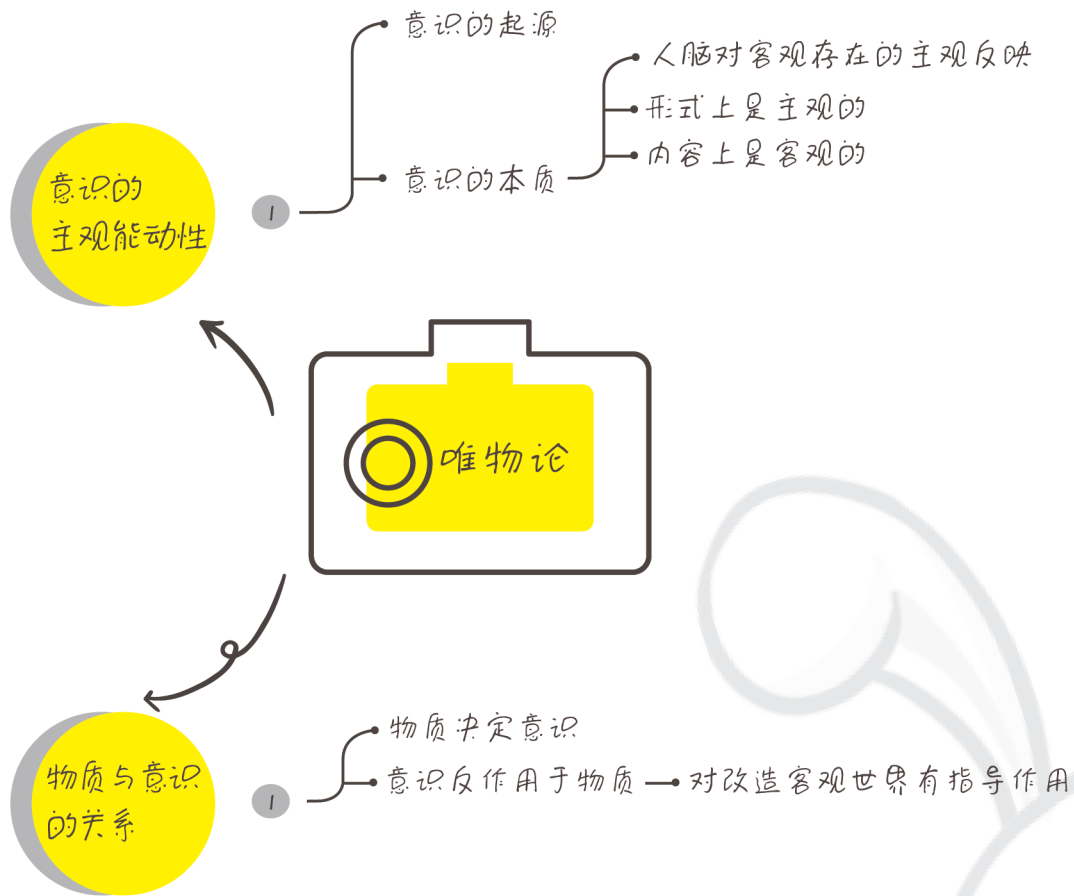 意识的起源
人脑对客观存在的主观反映
形式上是主观的
内容上是客观的
意识的本质
意识的
主观能动性
1
唯物论
物质决定意识
意识反作用于物质
对改造客观世界有指导作用
物质与意识
的关系
1